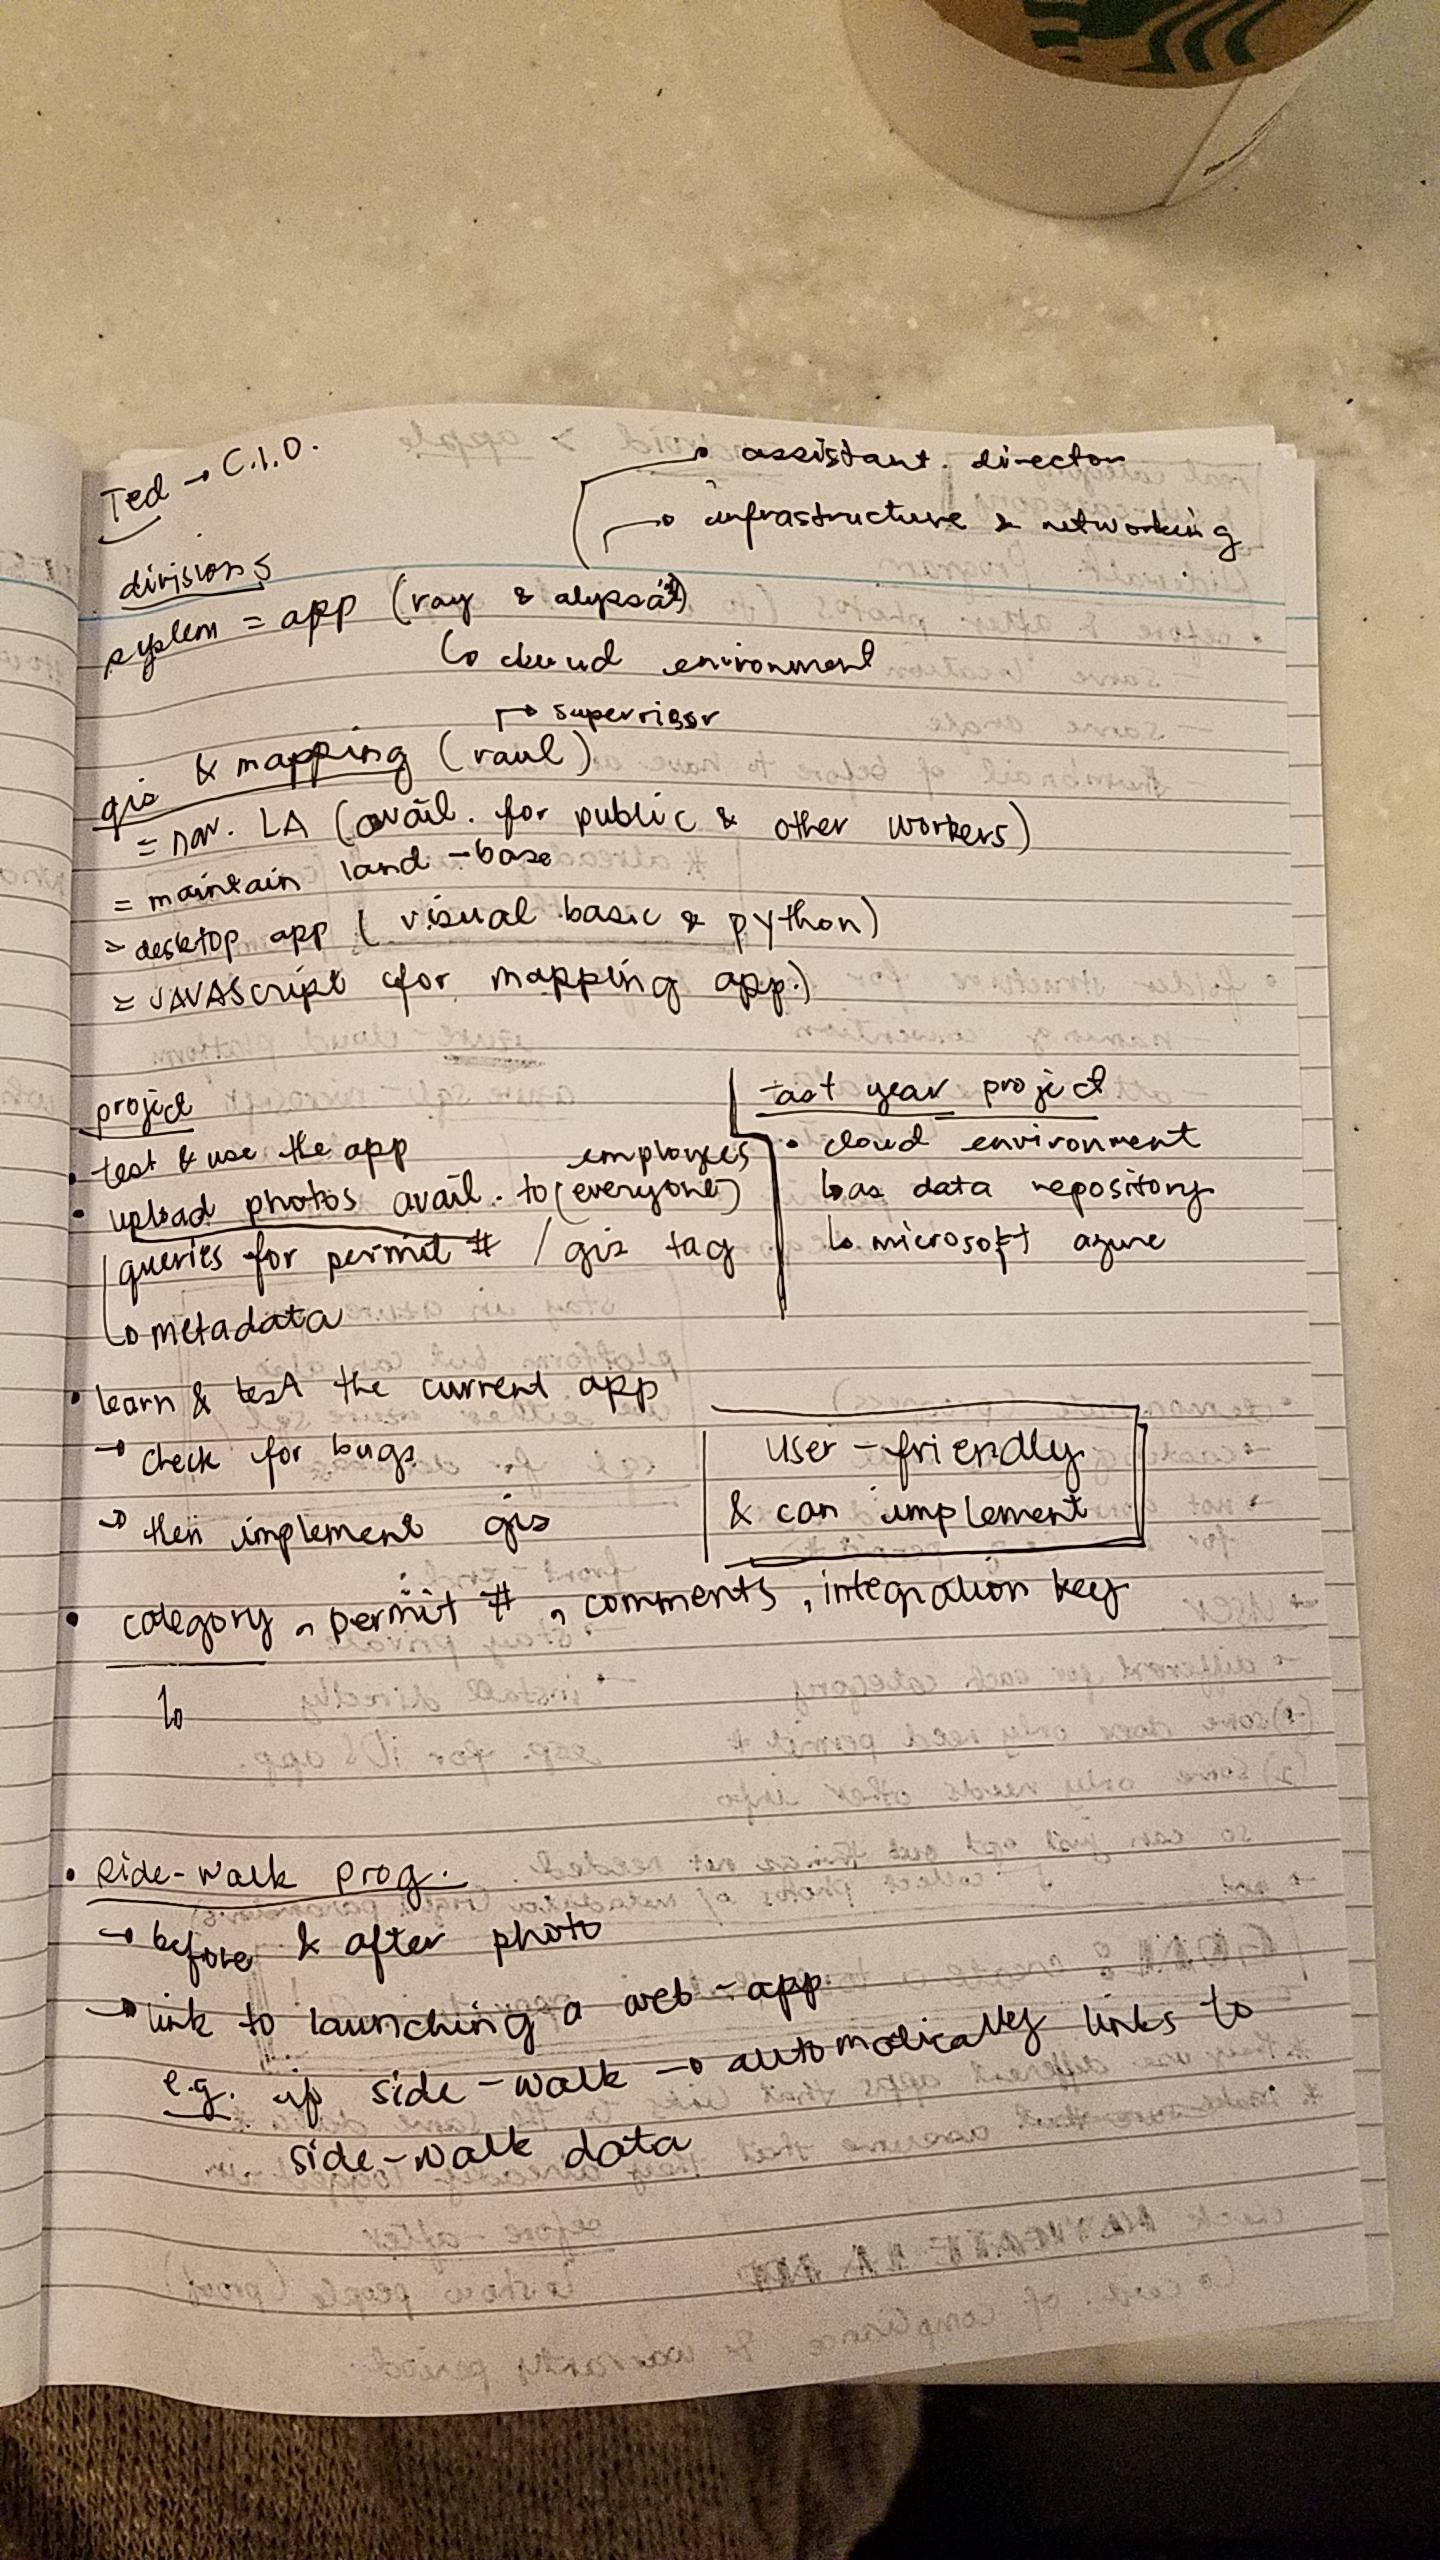 Ted → C.I.O.
→ assistant. director
→ infrastructure & networking
divisions
system = app (ray & alyssa)
↳ cloud environment
↱ supervisor
gis & mapping (raul)
= nav. LA (avail. for public & other workers)
= maintain land-base
= desktop app (visual basic & python)
= JAVAScript (for mapping app.)
project
• test & use the app
employees
• upload photos avail. to (everyone)
queries for permit # / gis tag
↳ metadata
last year project
• cloud environment
↳ as data repository
↳ microsoft azure
• learn & test the current app
→ check for bugs
→ then implement gis
user-friendly
& can implement
• category, permit #, comments, integration key
↳
• side-walk prog.
→ before & after photo
→ link to launching a web-app
e.g. if side-walk → automatically links to
side-walk data